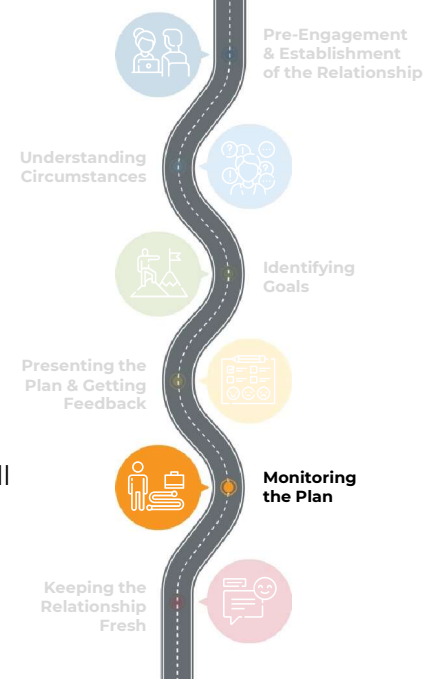 Pre-Engagement
& Establishment
of the Relationship
Understanding
Circumstances
Identifying
Goals
Presenting the
Plan & Getting
Feedback
ll
Monitoring
the Plan
Keeping the
Relationship
Fresh